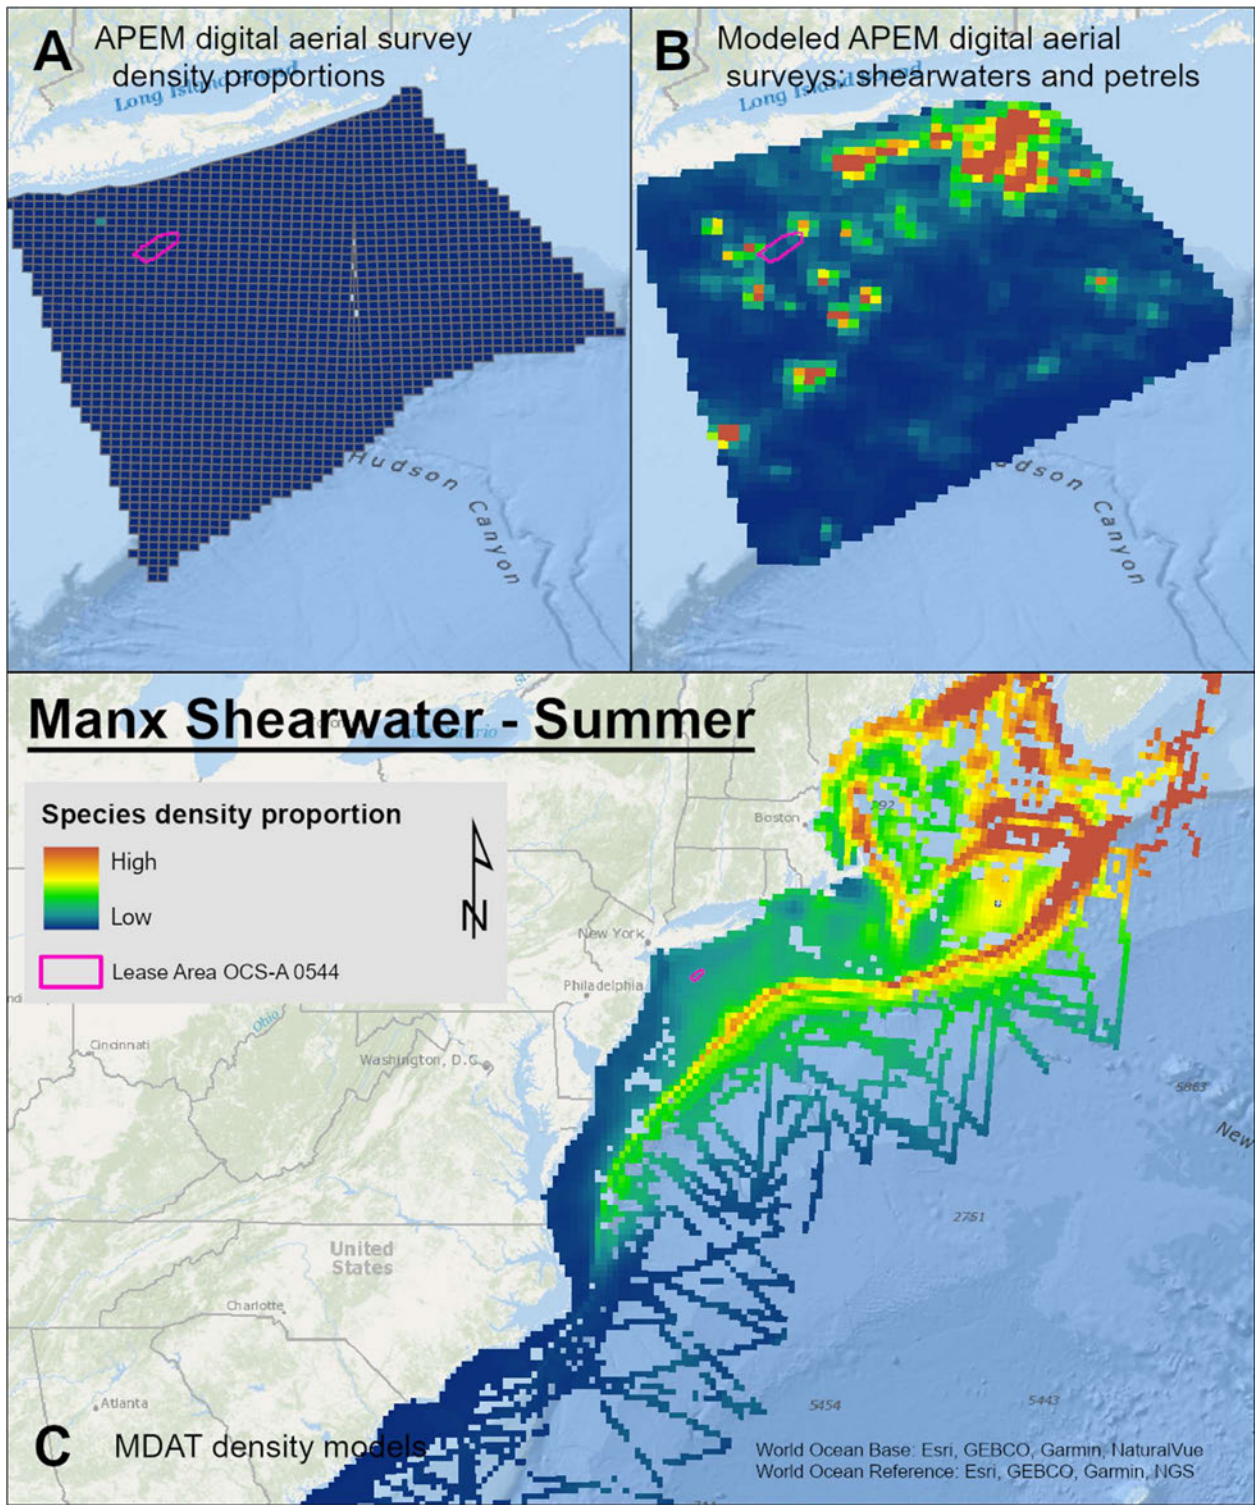 A APEM digital aerial survey
density proportions
Long Island Sound
Hudson Canyon
B Modeled APEM digital aerial
surveys: shearwaters and petrels
Long Island Sound
Hudson Canyon
Manx Shearwater - Summer
Species density proportion
High
Low
Lease Area OCS-A 0544
N
Boston
New York
Philadelphia
Ohio
Cincinnati
Washington, D.C.
5863
New
2751
United
States
Charlotte
Atlanta
5454
5443
C MDAT density models
World Ocean Base: Esri, GEBCO, Garmin, NaturalVue
World Ocean Reference: Esri, GEBCO, Garmin, NGS